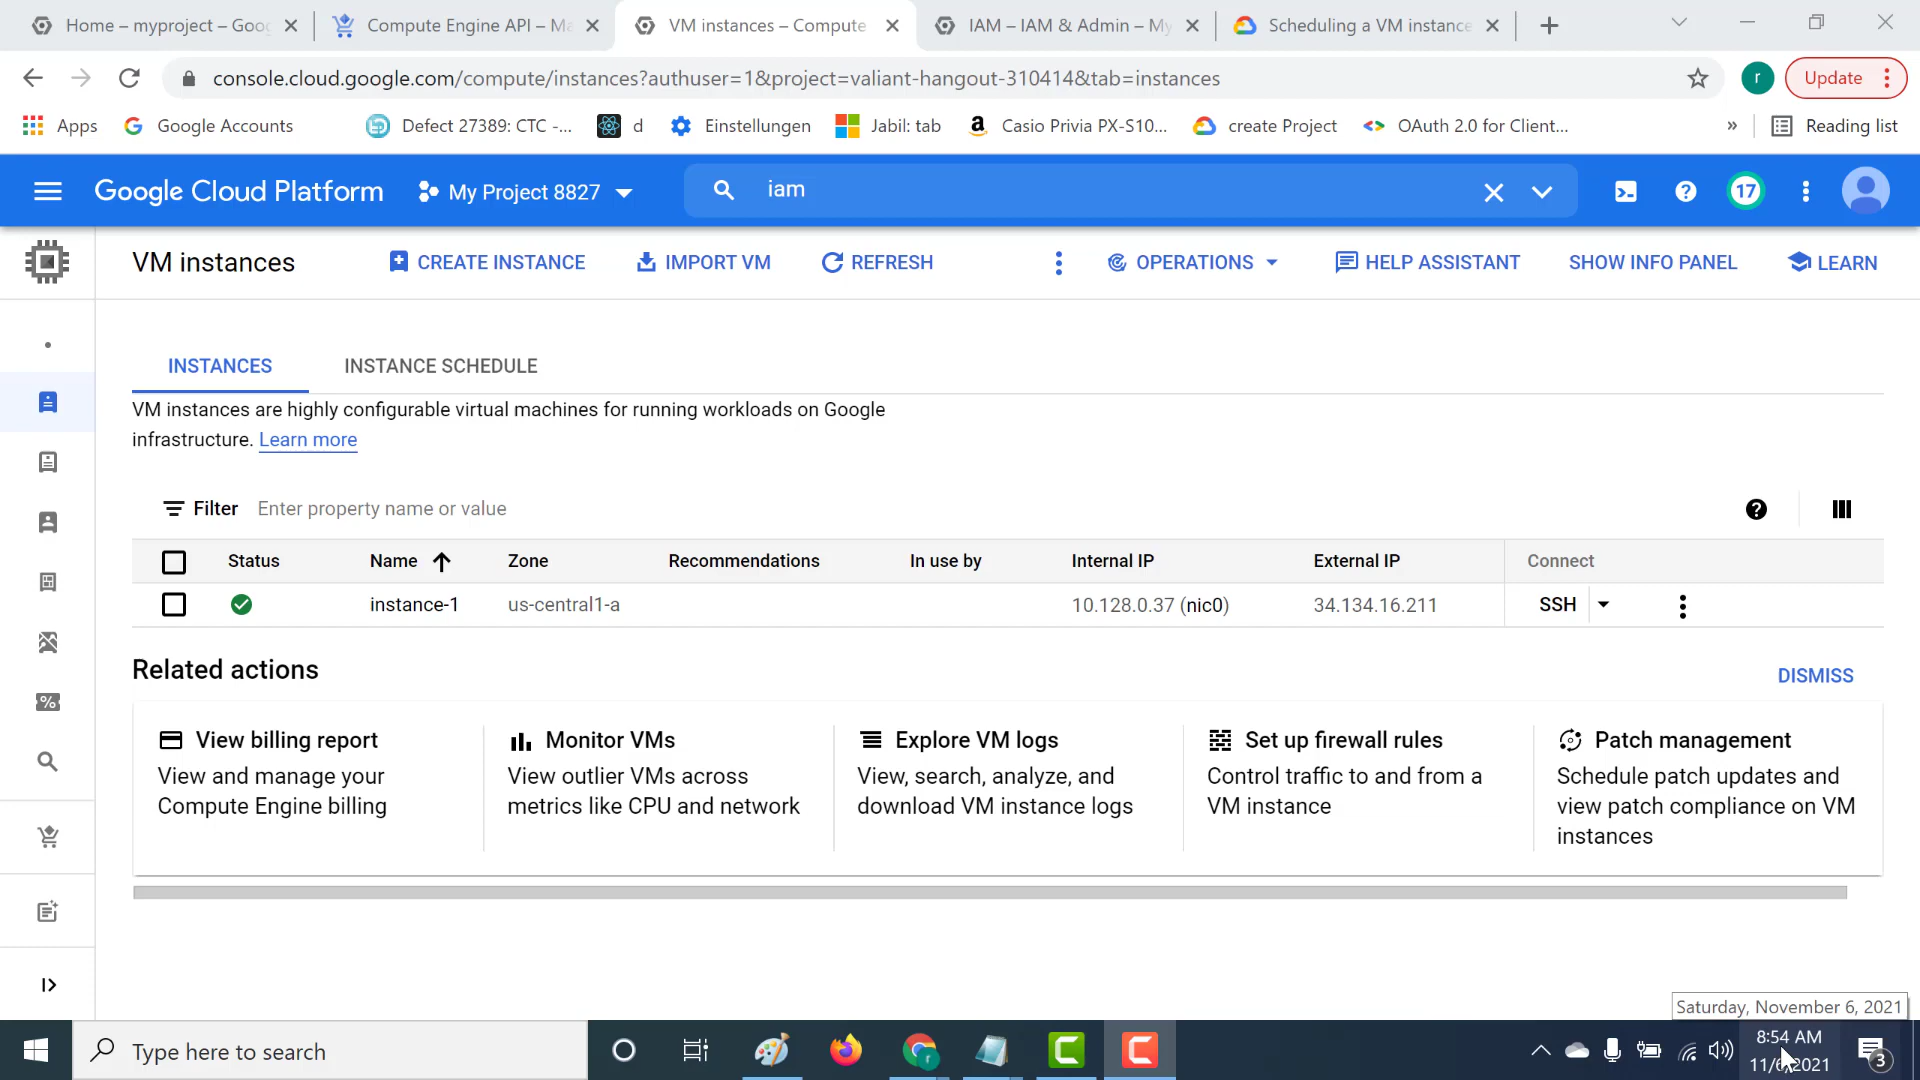 Home – myproject – Goog
Compute Engine API – Ma
VM instances – Compute
IAM – IAM & Admin – My
Scheduling a VM instance
console.cloud.google.com/compute/instances?authuser=1&project=valiant-hangout-310414&tab=instances
r
Update
Apps
Google Accounts
Defect 27389: CTC -...
d
Einstellungen
Jabil: tab
Casio Privia PX-S10...
create Project
OAuth 2.0 for Client...
»
Reading list
Google Cloud Platform
My Project 8827
iam
17
VM instances
CREATE INSTANCE
IMPORT VM
REFRESH
OPERATIONS
HELP ASSISTANT
SHOW INFO PANEL
LEARN
INSTANCES
INSTANCE SCHEDULE
VM instances are highly configurable virtual machines for running workloads on Google
infrastructure. Learn more
Filter
Enter property name or value
Status
Name
Zone
Recommendations
In use by
Internal IP
External IP
Connect
instance-1
us-central1-a
10.128.0.37 (nic0)
34.134.16.211
SSH
Related actions
DISMISS
View billing report
View and manage your
Compute Engine billing
Monitor VMs
View outlier VMs across
metrics like CPU and network
Explore VM logs
View, search, analyze, and
download VM instance logs
Set up firewall rules
Control traffic to and from a
VM instance
Patch management
Schedule patch updates and
view patch compliance on VM
instances
Saturday, November 6, 2021
Type here to search
8:54 AM
11/6/2021
3